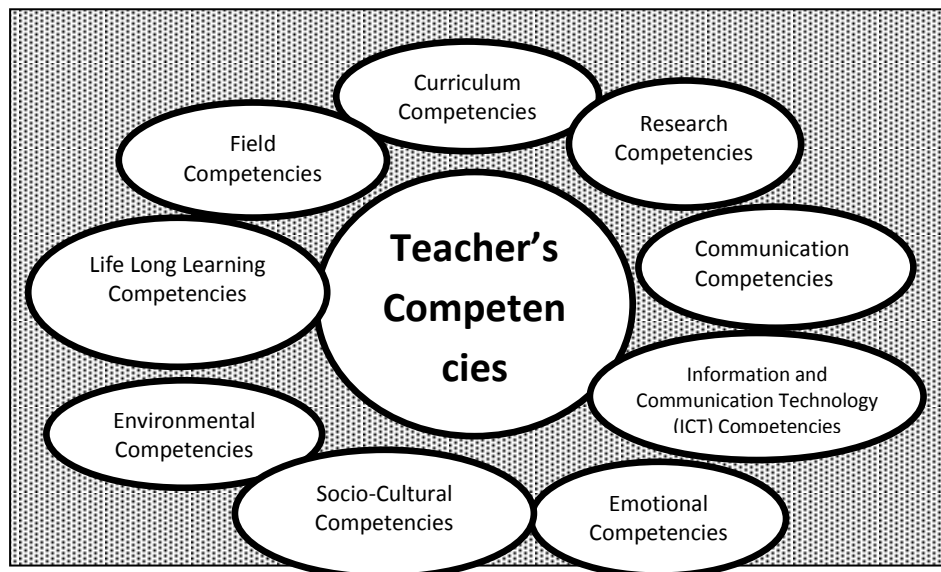 Curriculum
Competencies
Research
Competencies
Field
Competencies
Teacher’s
Competen
cies
Communication
Competencies
Life Long Learning
Competencies
Information and
Communication Technology
(ICT) Competencies
Environmental
Competencies
Socio-Cultural
Competencies
Emotional
Competencies